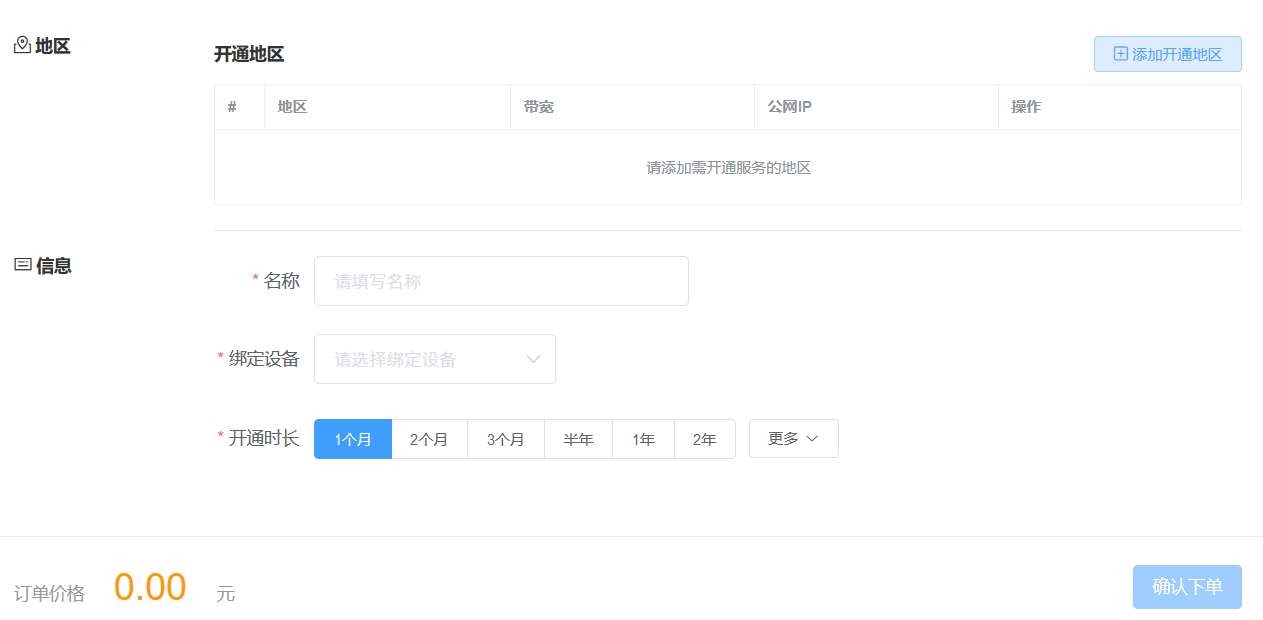 地区
开通地区
添加开通地区
# 地区 带宽 公网IP 操作
请添加需开通服务的地区
信息
* 名称 请填写名称
* 绑定设备 请选择绑定设备
* 开通时长 1个月 2个月 3个月 半年 1年 2年 更多
订单价格 0.00 元 确认下单